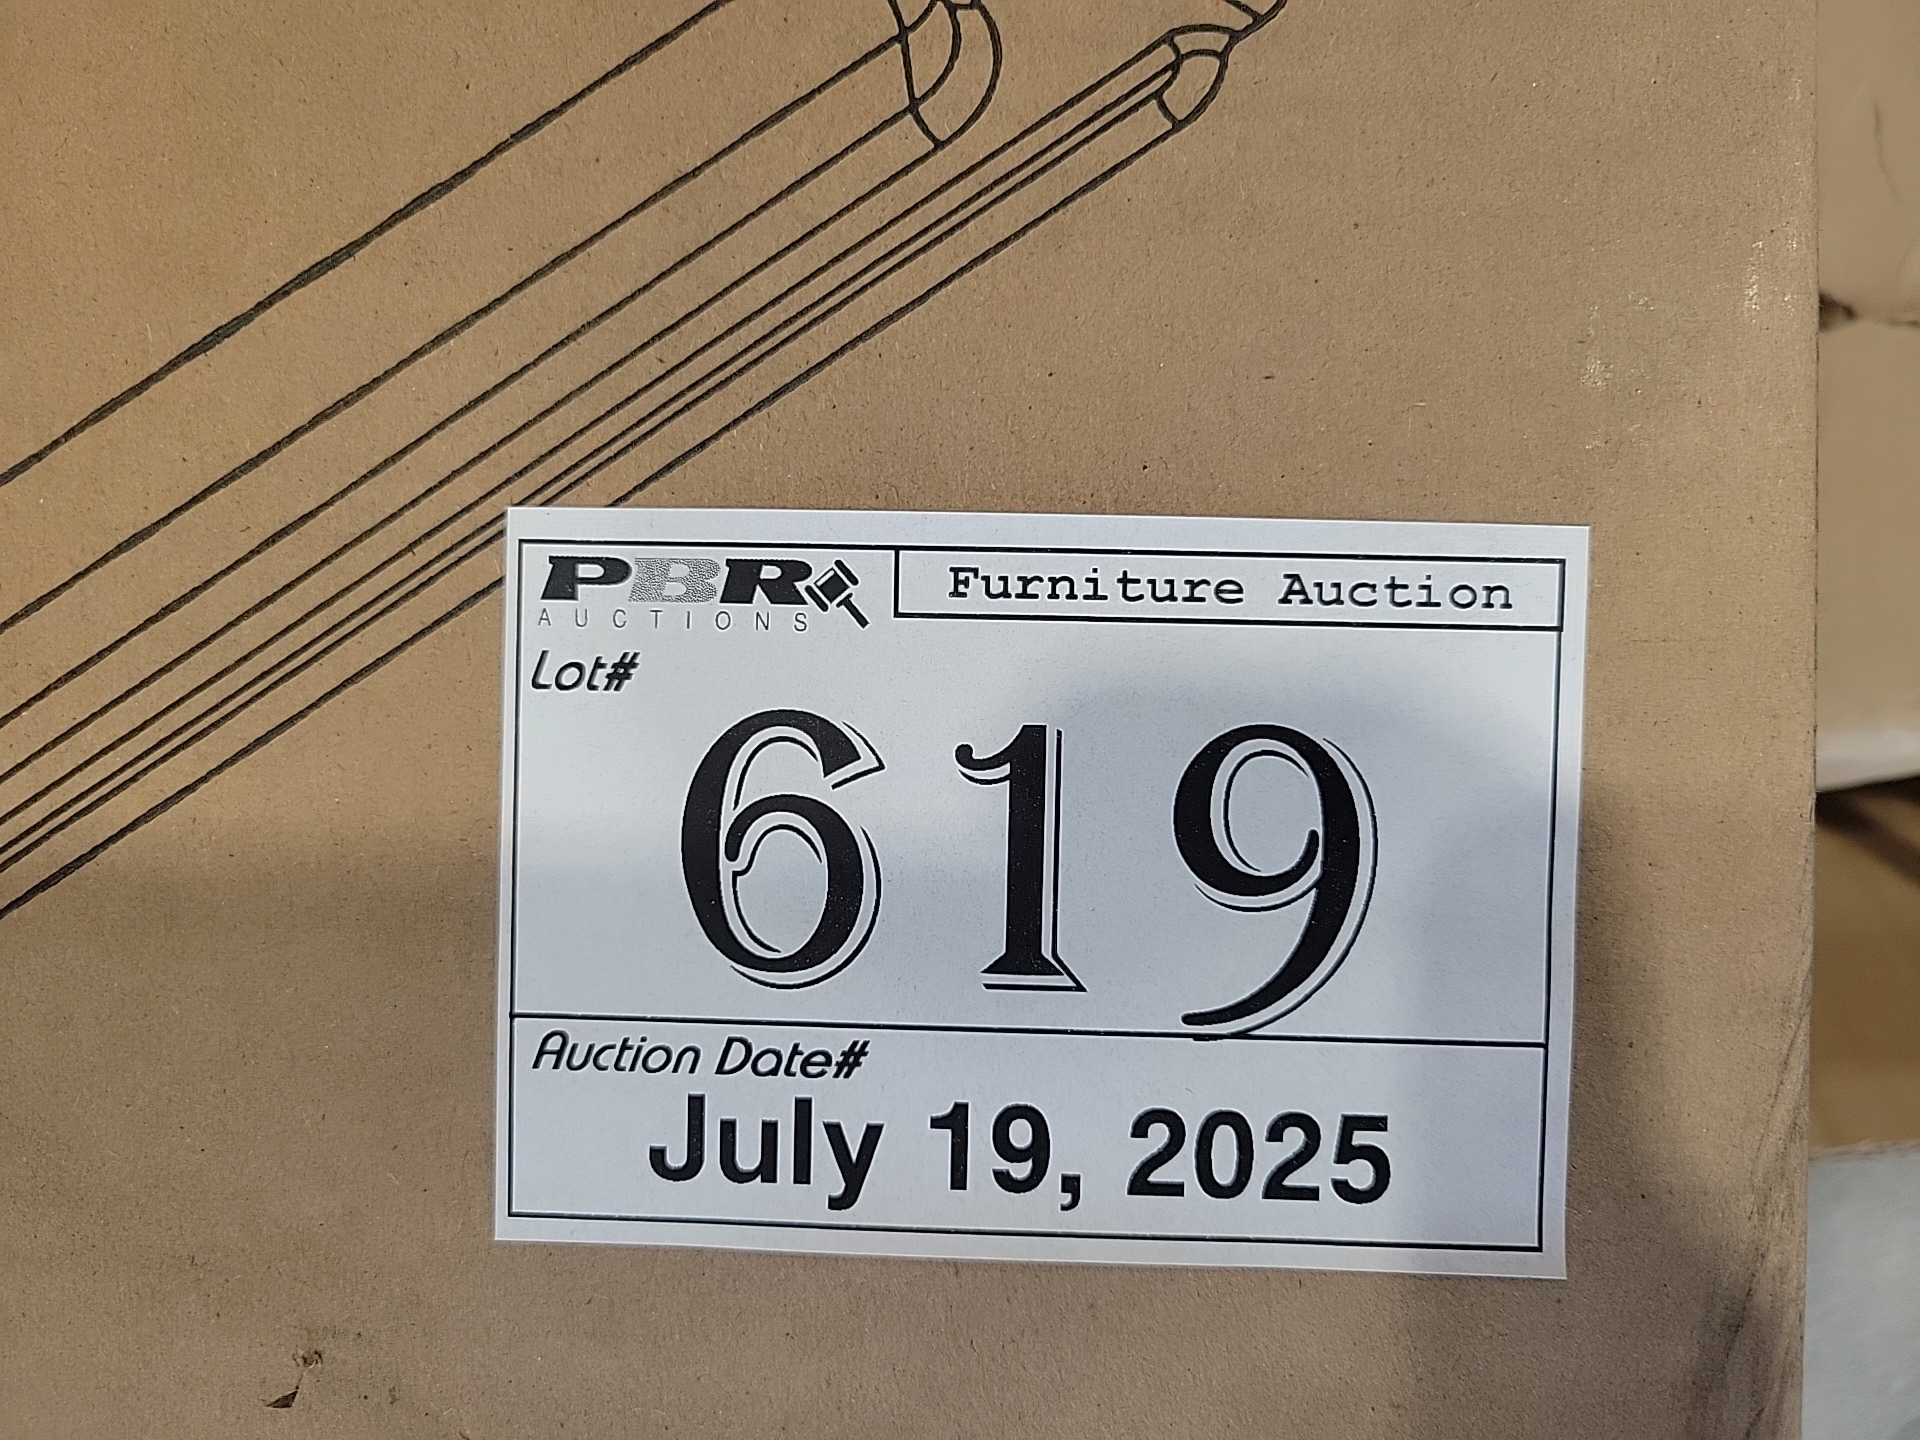 PBR
AUCTIONS
Furniture Auction
Lot#
619
Auction Date#
July 19, 2025